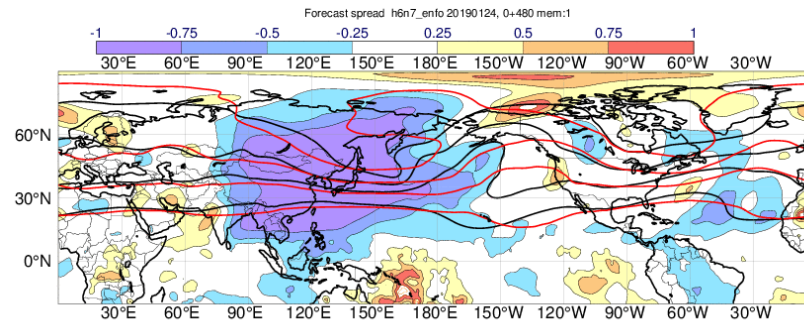 Forecast spread h6n7_enfo 20190124, 0+480 mem:1
-1 -0.75 -0.5 -0.25 0.25 0.5 0.75 1
30°E 60°E 90°E 120°E 150°E 180°E 150°W 120°W 90°W 60°W 30°W
60°N
30°N
0°N
30°E 60°E 90°E 120°E 150°E 180°E 150°W 120°W 90°W 60°W 30°W